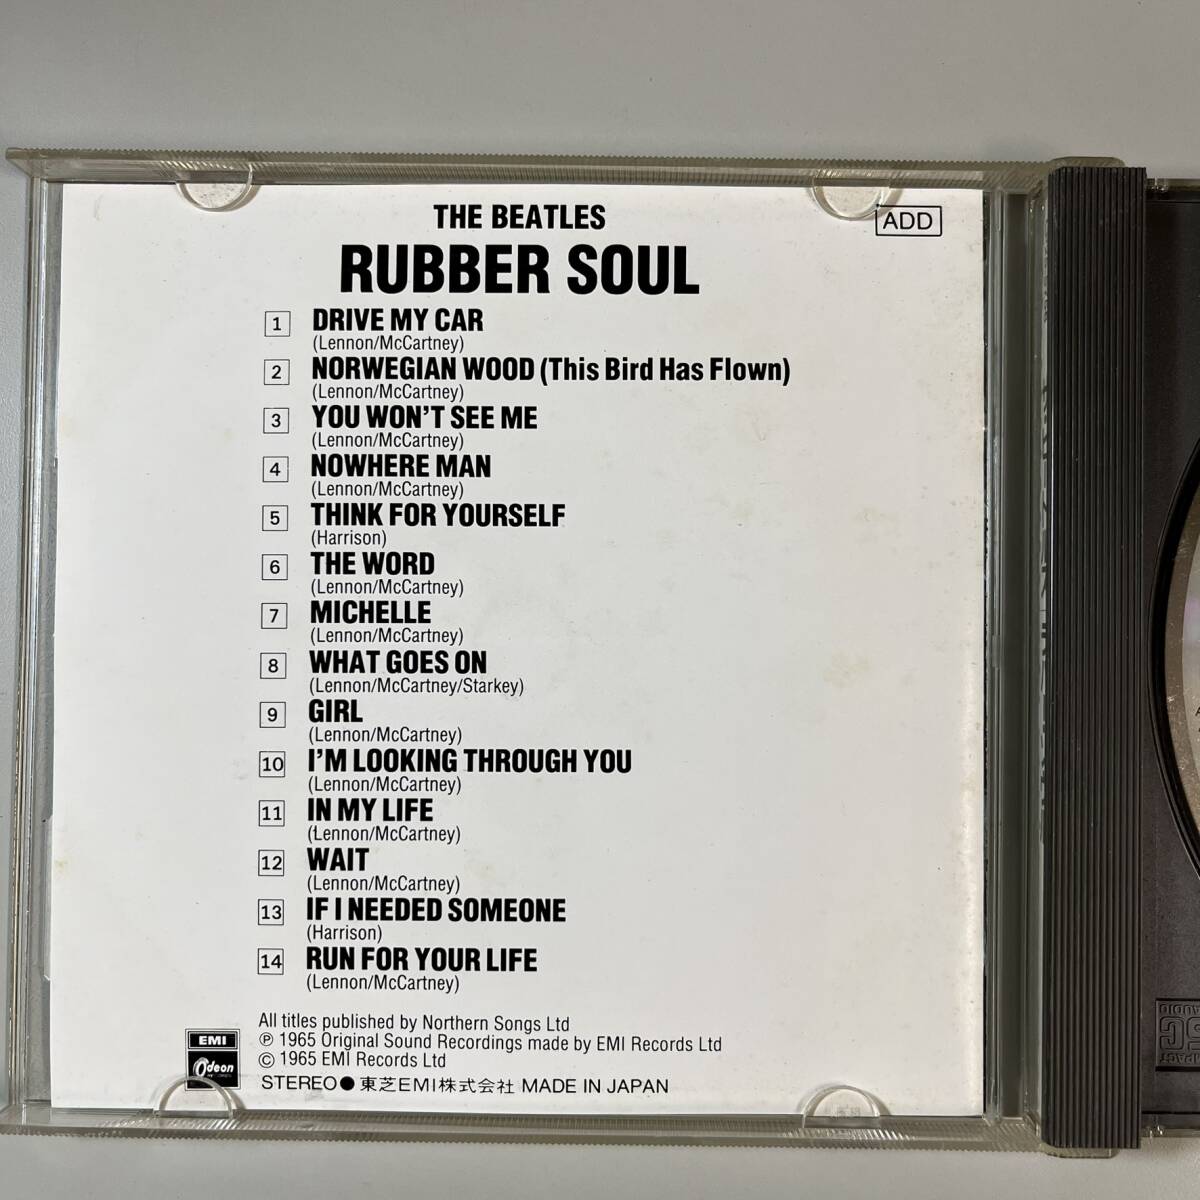 THE BEATLES
ADD
RUBBER SOUL
1 DRIVE MY CAR
(Lennon/McCartney)
2 NORWEGIAN WOOD (This Bird Has Flown)
(Lennon/McCartney)
3 YOU WON'T SEE ME
(Lennon/McCartney)
4 NOWHERE MAN
(Lennon/McCartney)
5 THINK FOR YOURSELF
(Harrison)
6 THE WORD
(Lennon/McCartney)
7 MICHELLE
(Lennon/McCartney)
8 WHAT GOES ON
(Lennon/McCartney/Starkey)
9 GIRL
(Lennon/McCartney)
10 I'M LOOKING THROUGH YOU
(Lennon/McCartney)
11 IN MY LIFE
(Lennon/McCartney)
12 WAIT
(Lennon/McCartney)
13 IF I NEEDED SOMEONE
(Harrison)
14 RUN FOR YOUR LIFE
(Lennon/McCartney)
All titles published by Northern Songs Ltd
℗ 1965 Original Sound Recordings made by EMI Records Ltd
© 1965 EMI Records Ltd
STEREO● 東芝EMI株式会社 MADE IN JAPAN
EMI
Odeon